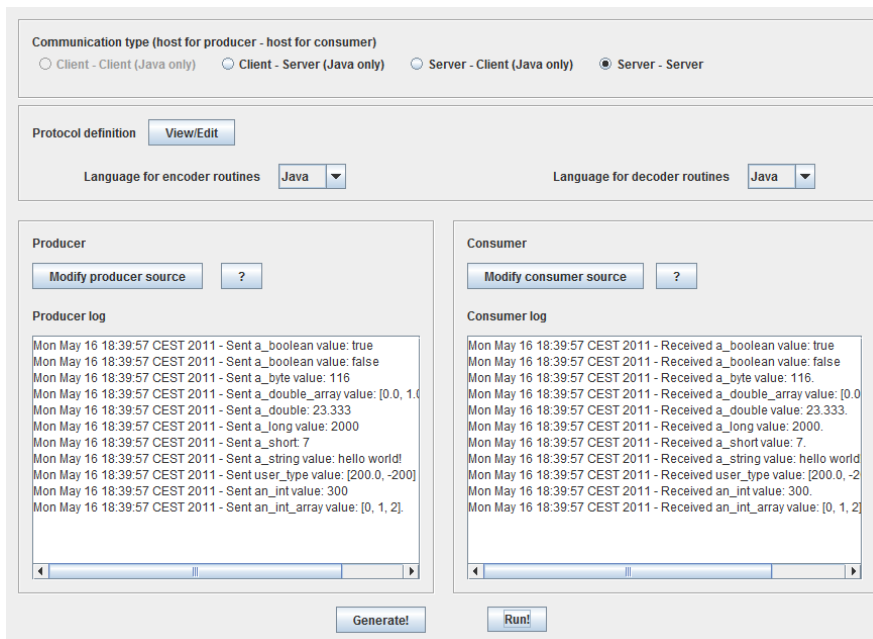 Communication type (host for producer - host for consumer)
Client - Client (Java only) Client - Server (Java only) Server - Client (Java only) Server - Server
Protocol definition View/Edit
Language for encoder routines Java Language for decoder routines Java
Producer
Modify producer source ?
Producer log
Mon May 16 18:39:57 CEST 2011 - Sent a_boolean value: true
Mon May 16 18:39:57 CEST 2011 - Sent a_boolean value: false
Mon May 16 18:39:57 CEST 2011 - Sent a_byte value: 116
Mon May 16 18:39:57 CEST 2011 - Sent a_double_array value: [0.0, 1.0
Mon May 16 18:39:57 CEST 2011 - Sent a_double: 23.333
Mon May 16 18:39:57 CEST 2011 - Sent a_long value: 2000
Mon May 16 18:39:57 CEST 2011 - Sent a_short: 7
Mon May 16 18:39:57 CEST 2011 - Sent a_string value: hello world!
Mon May 16 18:39:57 CEST 2011 - Sent user_type value: [200.0, -200]
Mon May 16 18:39:57 CEST 2011 - Sent an_int value: 300
Mon May 16 18:39:57 CEST 2011 - Sent an_int_array value: [0, 1, 2].
Consumer
Modify consumer source ?
Consumer log
Mon May 16 18:39:57 CEST 2011 - Received a_boolean value: true
Mon May 16 18:39:57 CEST 2011 - Received a_boolean value: false
Mon May 16 18:39:57 CEST 2011 - Received a_byte value: 116.
Mon May 16 18:39:57 CEST 2011 - Received a_double_array value: [0.0
Mon May 16 18:39:57 CEST 2011 - Received a_double value: 23.333.
Mon May 16 18:39:57 CEST 2011 - Received a_long value: 2000.
Mon May 16 18:39:57 CEST 2011 - Received a_short value: 7.
Mon May 16 18:39:57 CEST 2011 - Received a_string value: hello world!
Mon May 16 18:39:57 CEST 2011 - Received user_type value: [200.0, -2
Mon May 16 18:39:57 CEST 2011 - Received an_int value: 300.
Mon May 16 18:39:57 CEST 2011 - Received an_int_array value: [0, 1, 2]
Generate! Run!